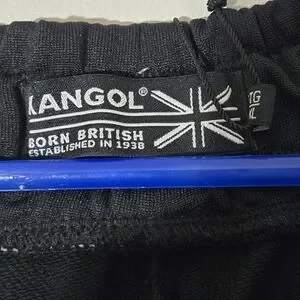 KANGOL®
BORN BRITISH
ESTABLISHED IN 1938